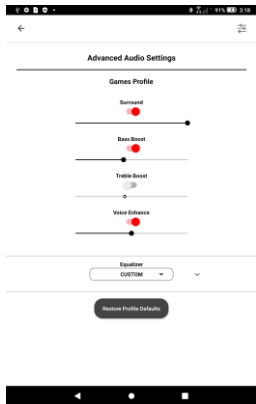 91% 3:18
Advanced Audio Settings
Games Profile
Surround
Bass Boost
Treble Boost
Voice Enhance
Equalizer
CUSTOM
Restore Profile Defaults